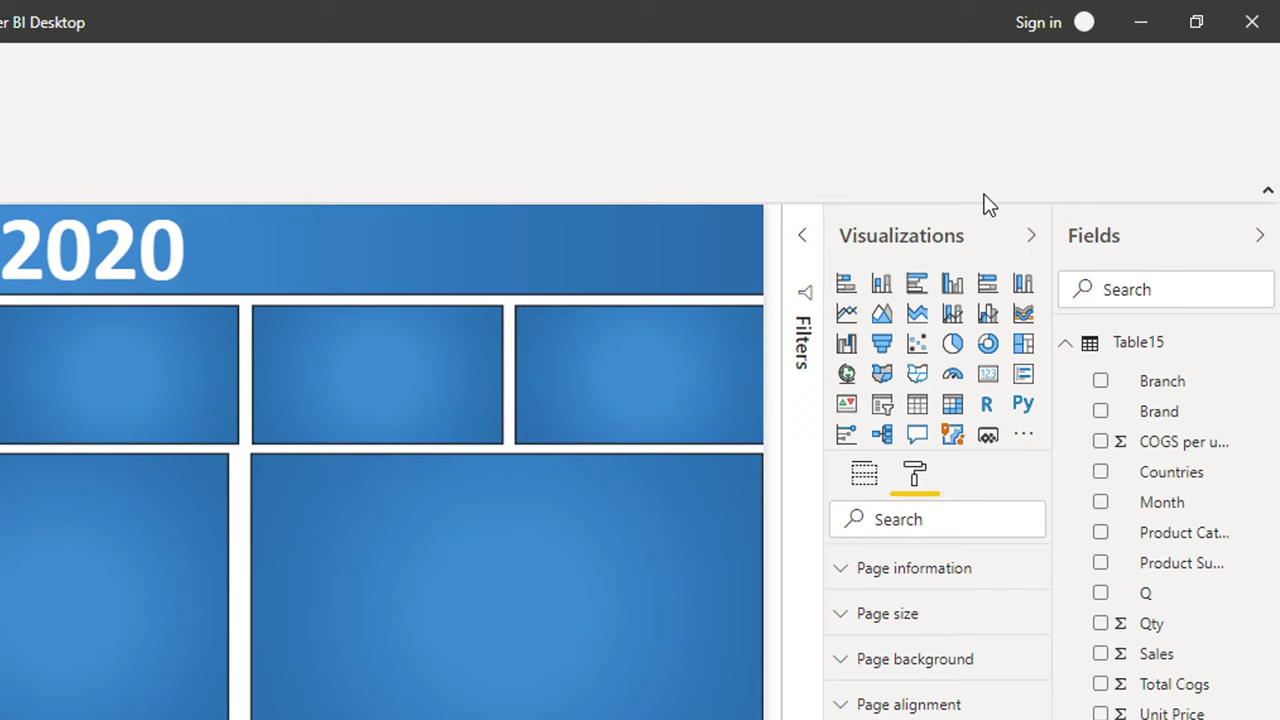 er BI Desktop
Sign in
2020
Filters
Visualizations
123
R
Py
Search
Page information
Page size
Page background
Page alignment
Fields
Search
Table15
Branch
Brand
Σ COGS per u...
Countries
Month
Product Cat...
Product Su...
Q
Σ Qty
Σ Sales
Σ Total Cogs
Unit Price